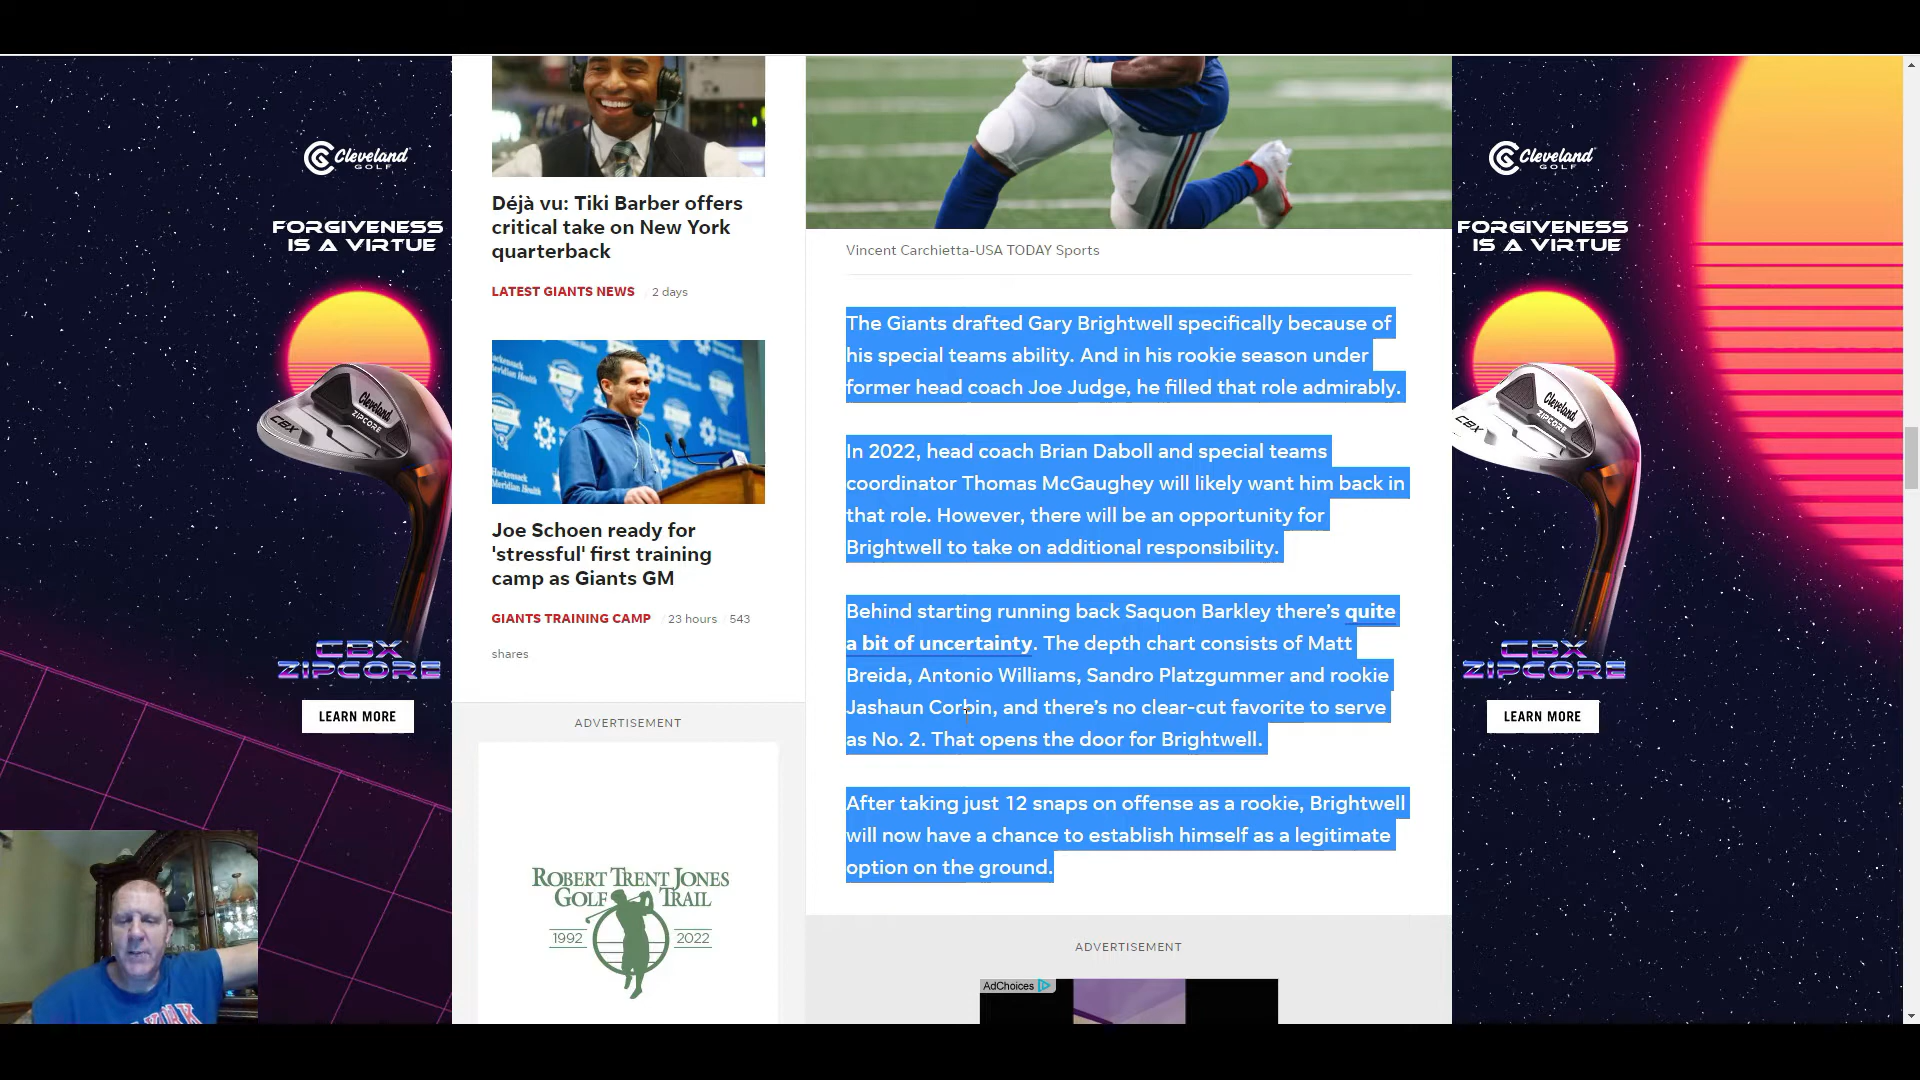 Cleveland
GOLF
FORGIVENESS
IS A VIRTUE
Cleveland
ZIPCORE
CBX
CBX
ZIPCORE
LEARN MORE
Déjà vu: Tiki Barber offers
critical take on New York
quarterback
LATEST GIANTS NEWS / 2 days
Hackensack
Meridian Health
Joe Schoen ready for
'stressful' first training
camp as Giants GM
GIANTS TRAINING CAMP / 23 hours / 543
shares
ADVERTISEMENT
ROBERT TRENT JONES
GOLF TRAIL
1992 2022
Vincent Carchietta-USA TODAY Sports
The Giants drafted Gary Brightwell specifically because of
his special teams ability. And in his rookie season under
former head coach Joe Judge, he filled that role admirably.
In 2022, head coach Brian Daboll and special teams
coordinator Thomas McGaughey will likely want him back in
that role. However, there will be an opportunity for
Brightwell to take on additional responsibility.
Behind starting running back Saquon Barkley there's quite
a bit of uncertainty. The depth chart consists of Matt
Breida, Antonio Williams, Sandro Platzgummer and rookie
Jashaun Corbin, and there's no clear-cut favorite to serve
as No. 2. That opens the door for Brightwell.
After taking just 12 snaps on offense as a rookie, Brightwell
will now have a chance to establish himself as a legitimate
option on the ground.
ADVERTISEMENT
AdChoices
Cleveland
GOLF
FORGIVENESS
IS A VIRTUE
Cleveland
ZIPCORE
CBX
CBX
ZIPCORE
LEARN MORE